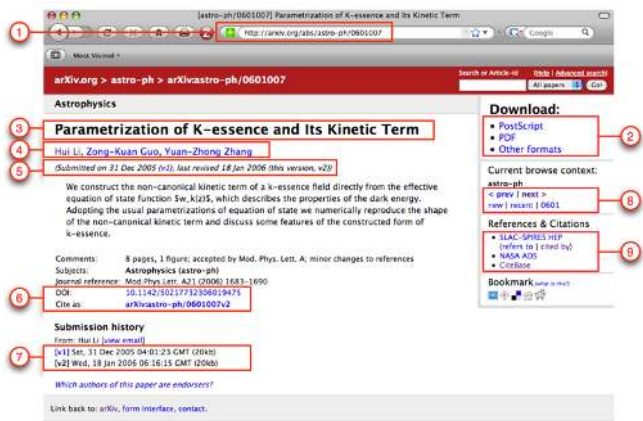 [astro-ph/0601007] Parametrization of K-essence and Its Kinetic Term
1
http://arxiv.org/abs/astro-ph/0601007
Google
Most Visited
arXiv.org > astro-ph > arXiv:astro-ph/0601007
Search or Article-id
(Help | Advanced search)
All papers
Go!
Astrophysics
3
Parametrization of K-essence and Its Kinetic Term
4
Hui Li, Zong-Kuan Guo, Yuan-Zhong Zhang
5
(Submitted on 31 Dec 2005 (v1), last revised 18 Jan 2006 (this version, v2))
We construct the non-canonical kinetic term of a k-essence field directly from the effective
equation of state function $w_k(z)$, which describes the properties of the dark energy.
Adopting the usual parametrizations of equation of state we numerically reproduce the shape
of the non-canonical kinetic term and discuss some features of the constructed form of
k-essence.
Comments: 8 pages, 1 figure; accepted by Mod. Phys. Lett. A; minor changes to references
Subjects: Astrophysics (astro-ph)
Journal reference: Mod.Phys.Lett. A21 (2006) 1683-1690
6
DOI: 10.1142/S0217732306019475
Cite as: arXiv:astro-ph/0601007v2
Submission history
From: Hui Li [view email]
7
[v1] Sat, 31 Dec 2005 04:01:23 GMT (20kb)
[v2] Wed, 18 Jan 2006 06:16:15 GMT (20kb)
Which authors of this paper are endorsers?
Link back to: arXiv, form interface, contact.
Download:
2
• PostScript
• PDF
• Other formats
Current browse context:
astro-ph
8
< prev | next >
new | recent | 0601
References & Citations
9
• SLAC-SPIRES HEP
(refers to | cited by)
• NASA ADS
• CiteBase
Bookmark (what is this?)